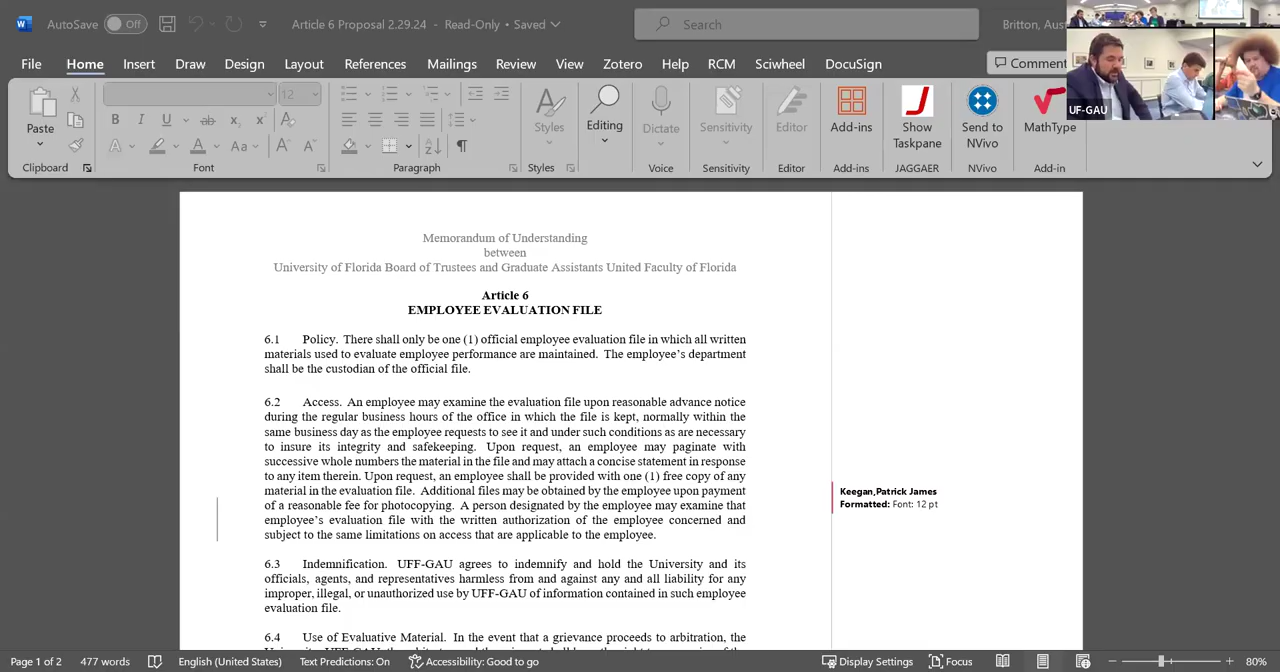 AutoSave Off Article 6 Proposal 2.29.24 - Read-Only • Saved Search Britton, Aus
File Home Insert Draw Design Layout References Mailings Review View Zotero Help RCM Sciwheel DocuSign Comment
UF-GAU
Paste 12 B I U ab x x A A Aa A A Styles Editing Dictate Sensitivity Editor Add-ins Show Taskpane Send to NVivo MathType
Clipboard Font Paragraph Styles Voice Sensitivity Editor Add-ins JAGGAER NVivo Add-in
Memorandum of Understanding
between
University of Florida Board of Trustees and Graduate Assistants United Faculty of Florida
Article 6
EMPLOYEE EVALUATION FILE
6.1 Policy. There shall only be one (1) official employee evaluation file in which all written
materials used to evaluate employee performance are maintained. The employee's department
shall be the custodian of the official file.
6.2 Access. An employee may examine the evaluation file upon reasonable advance notice
during the regular business hours of the office in which the file is kept, normally within the
same business day as the employee requests to see it and under such conditions as are necessary
to insure its integrity and safekeeping. Upon request, an employee may paginate with
successive whole numbers the material in the file and may attach a concise statement in response
to any item therein. Upon request, an employee shall be provided with one (1) free copy of any
material in the evaluation file. Additional files may be obtained by the employee upon payment
of a reasonable fee for photocopying. A person designated by the employee may examine that
employee's evaluation file with the written authorization of the employee concerned and
subject to the same limitations on access that are applicable to the employee.
Keegan,Patrick James
Formatted: Font: 12 pt
6.3 Indemnification. UFF-GAU agrees to indemnify and hold the University and its
officials, agents, and representatives harmless from and against any and all liability for any
improper, illegal, or unauthorized use by UFF-GAU of information contained in such employee
evaluation file.
6.4 Use of Evaluative Material. In the event that a grievance proceeds to arbitration, the
Page 1 of 2 477 words English (United States) Text Predictions: On Accessibility: Good to go Display Settings Focus 80%